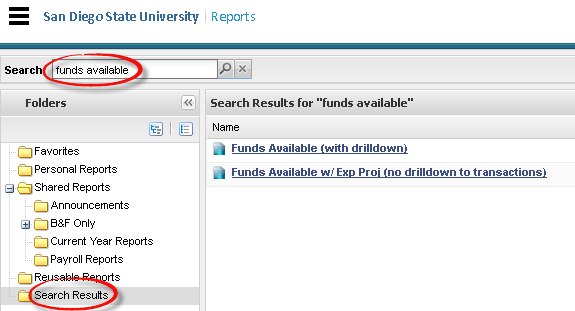 San Diego State University | Reports
Search funds available
Folders
Favorites
Personal Reports
Shared Reports
Announcements
B&F Only
Current Year Reports
Payroll Reports
Reusable Reports
Search Results
Search Results for "funds available"
Name
Funds Available (with drilldown)
Funds Available w/ Exp Proj (no drilldown to transactions)